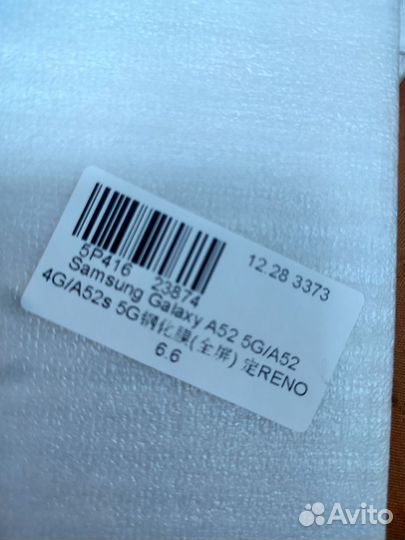 5P416 23874 12.28 3373
Samsung Galaxy A52 5G/A52
4G/A52s 5G钢化膜(全屏) 定RENO
6.6
Avito